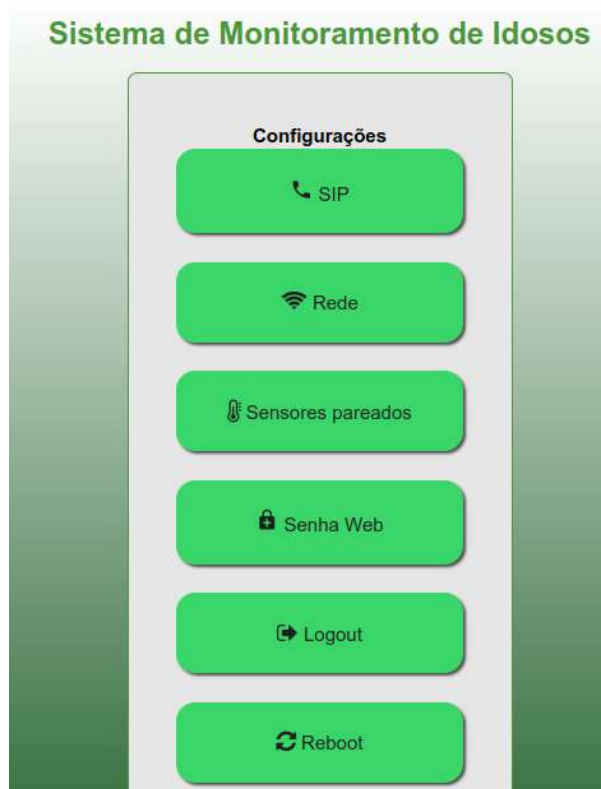 Sistema de Monitoramento de Idosos
Configurações
SIP
Rede
Sensores pareados
Senha Web
Logout
Reboot